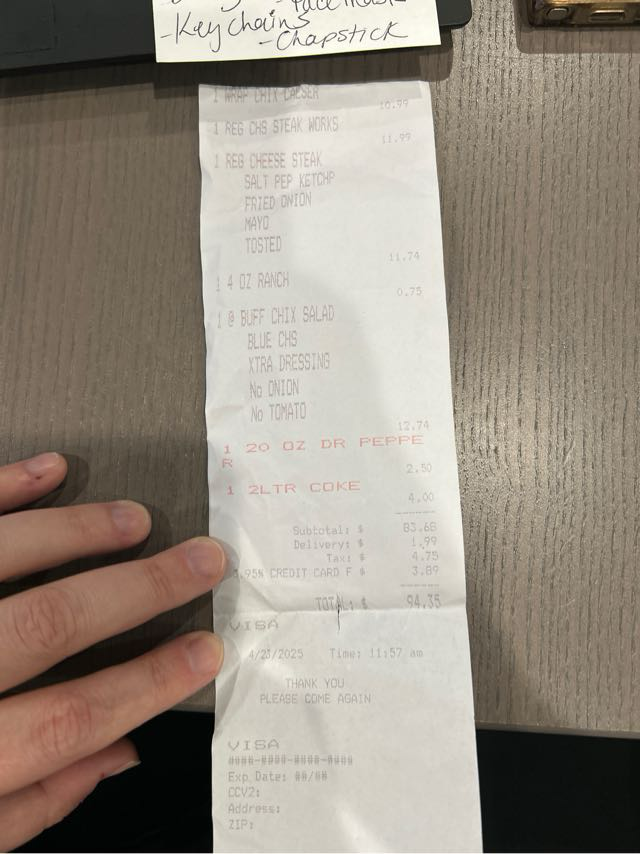 Face mask
-Key chains
-Chapstick
1 WRAP CHIX CAESER
10.99
1 REG CHS STEAK WORKS
11.99
1 REG CHEESE STEAK
SALT PEP KETCHP
FRIED ONION
MAYO
TOSTED
11.74
1 4 OZ RANCH
0.75
1 @ BUFF CHIX SALAD
BLUE CHS
XTRA DRESSING
No ONION
No TOMATO
12.74
1 20 OZ DR PEPPE
R
2.50
1 2LTR COKE
4.00
Subtotal: $ 83.68
Delivery: $ 1.99
Tax: $ 4.75
3.95% CREDIT CARD F $ 3.89
TOTAL: $ 94.35
VISA
4/23/2025 Time: 11:57 am
THANK YOU
PLEASE COME AGAIN
VISA
####-####-####-####
Exp Date: ##/##
CCV2:
Address:
ZIP: